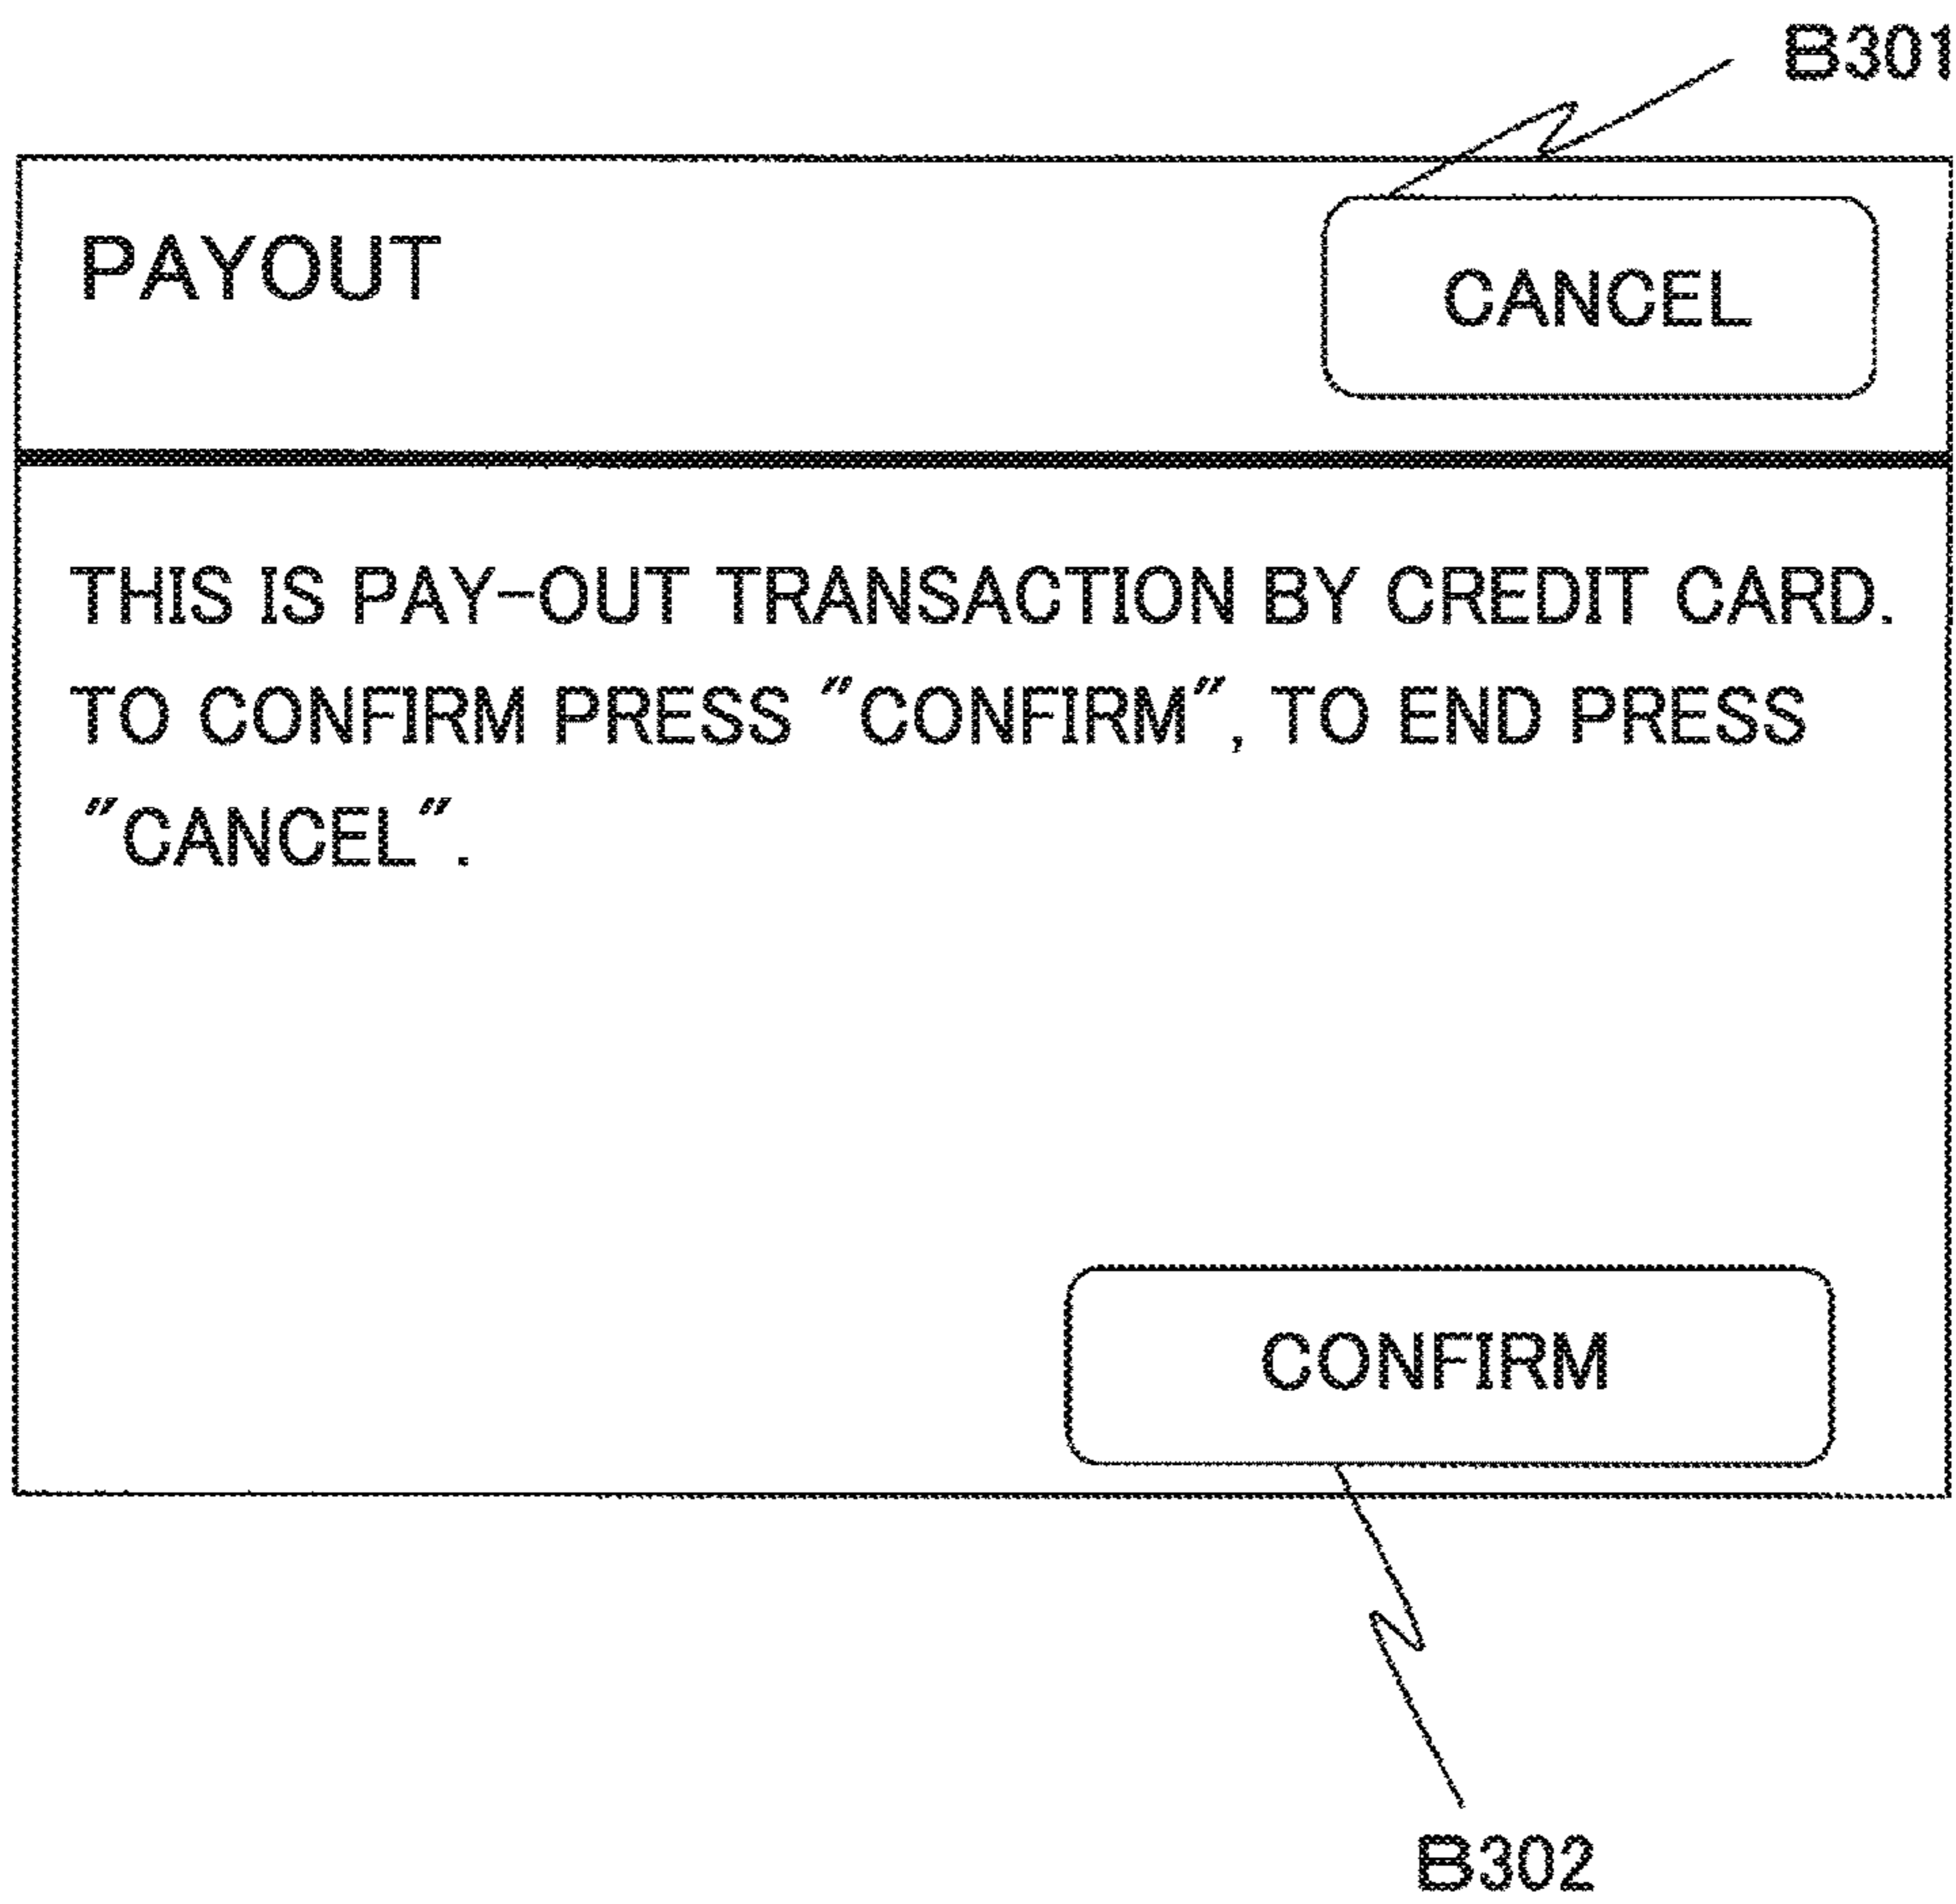 B301
PAYOUT
CANCEL
THIS IS PAY-OUT TRANSACTION BY CREDIT CARD.
TO CONFIRM PRESS "CONFIRM", TO END PRESS
"CANCEL".
CONFIRM
B302